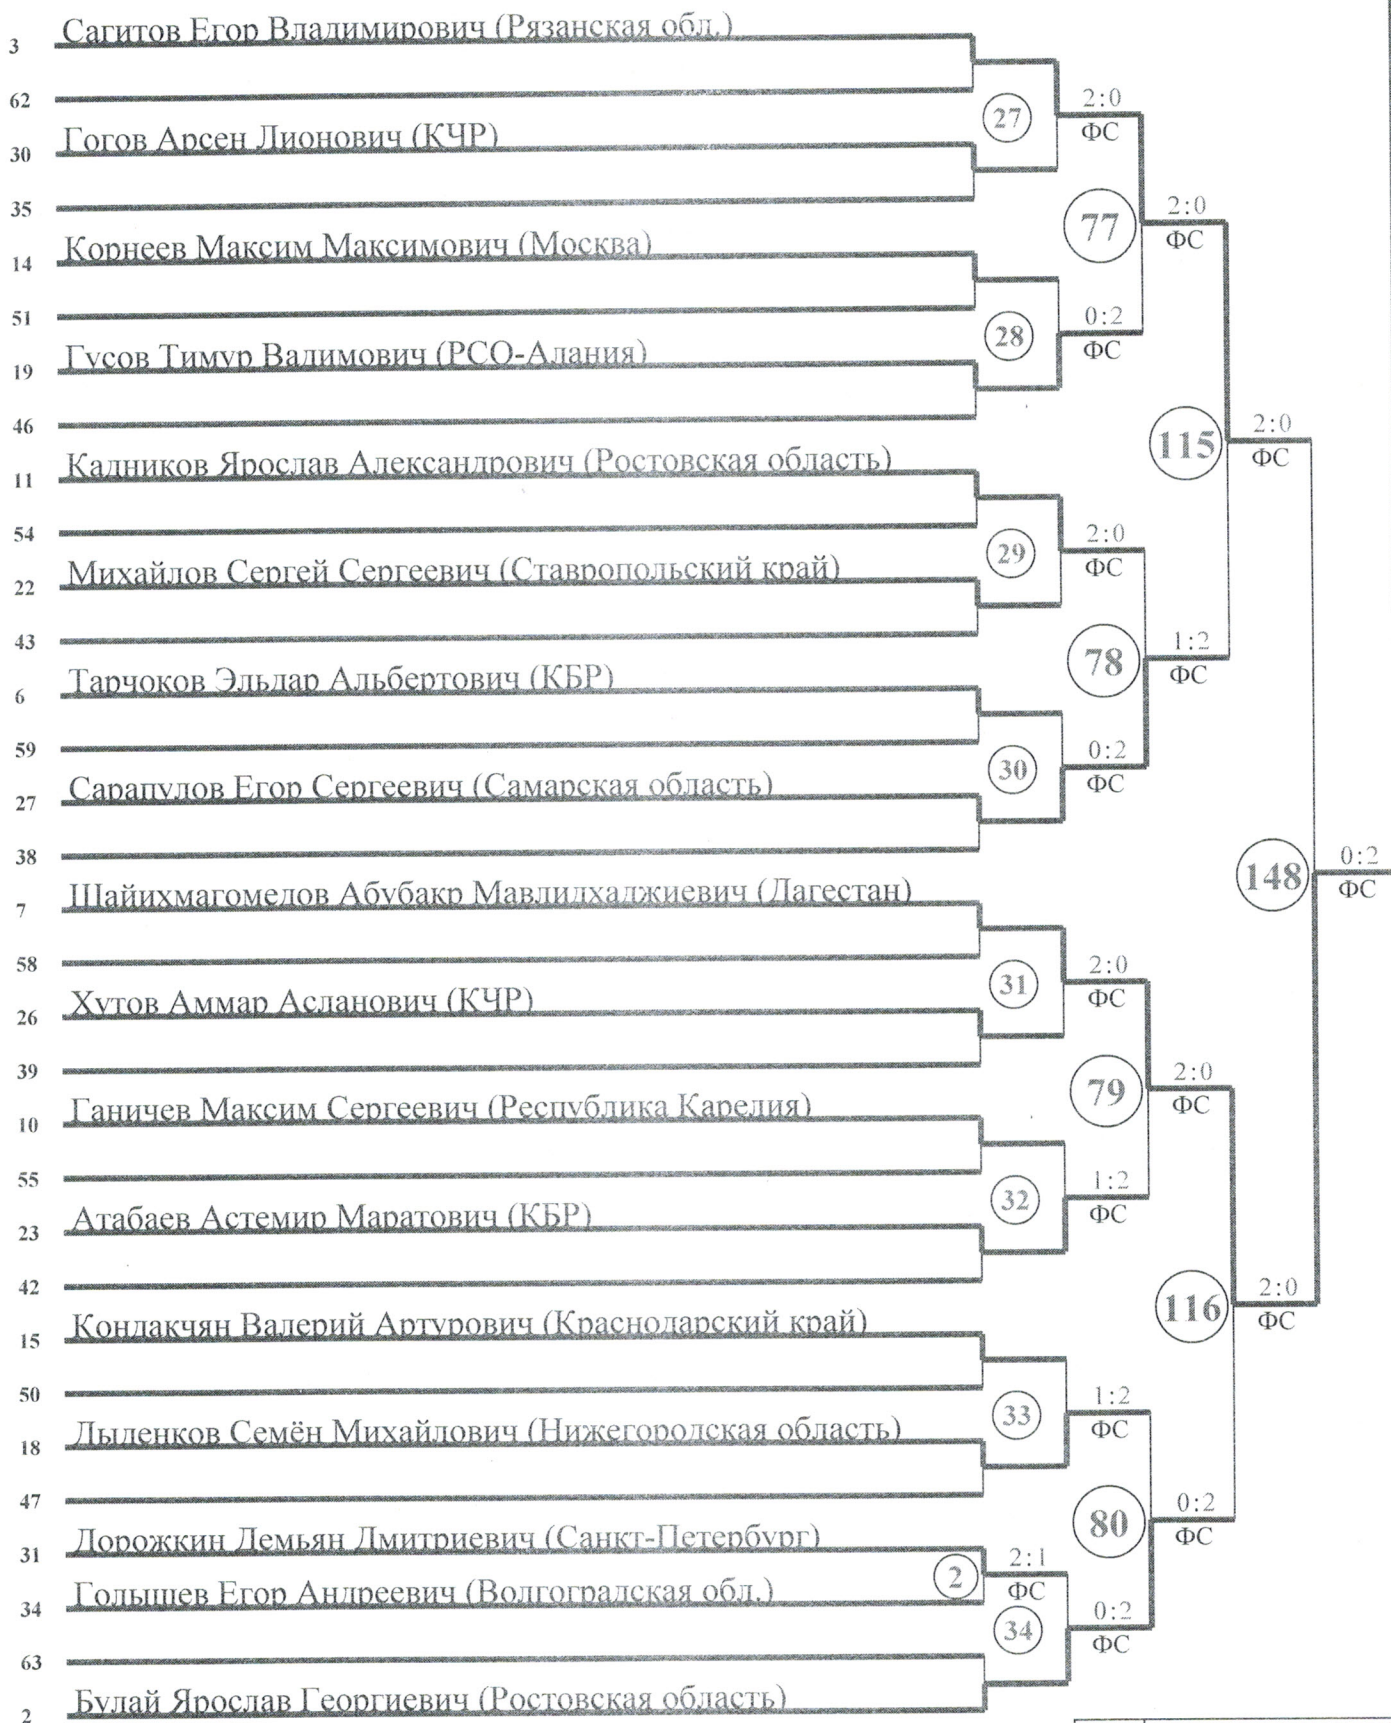 3 Сагитов Егор Владимирович (Рязанская обл.)
62
27 2:0
ФС
30 Гогов Арсен Лионович (КЧР)
35
77 2:0
ФС
14 Корнеев Максим Максимович (Москва)
51
28 0:2
ФС
19 Гусов Тимур Вадимович (РСО-Алания)
46
115 2:0
ФС
11 Кадников Ярослав Александрович (Ростовская область)
54
29 2:0
ФС
22 Михайлов Сергей Сергеевич (Ставропольский край)
43
78 1:2
ФС
6 Тарчоков Эльдар Альбертович (КБР)
59
30 0:2
ФС
27 Сарапулов Егор Сергеевич (Самарская область)
38
148 0:2
ФС
7 Шайихмагомедов Абубакр Мавлидхаджиевич (Дагестан)
58
31 2:0
ФС
26 Хутов Аммар Асланович (КЧР)
39
79 2:0
ФС
10 Ганичев Максим Сергеевич (Республика Карелия)
55
32 1:2
ФС
23 Атабаев Астемир Маратович (КБР)
42
116 2:0
ФС
15 Кондакчян Валерий Артурович (Краснодарский край)
50
33 1:2
ФС
18 Лыденков Семён Михайлович (Нижегородская область)
47
80 0:2
ФС
31 Дорожкин Демьян Дмитриевич (Санкт-Петербург)
2 2:1
ФС
34 Голышев Егор Андреевич (Волгоградская обл.)
34 0:2
ФС
63
2 Булай Ярослав Георгиевич (Ростовская область)